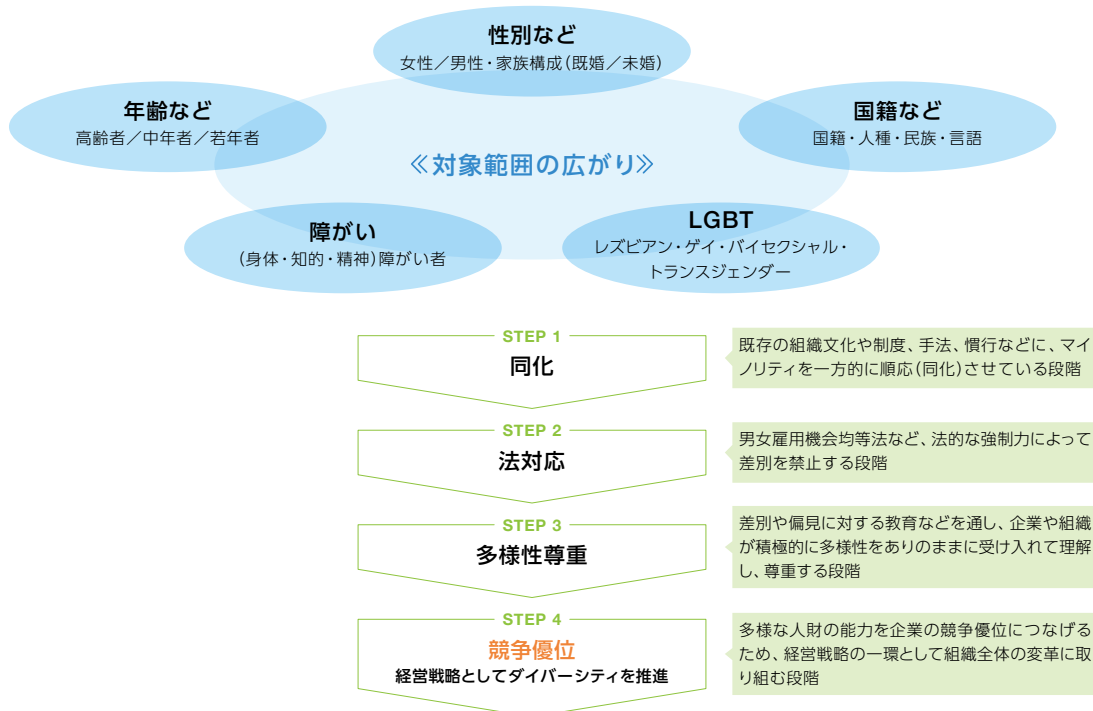 性別など
女性／男性・家族構成（既婚／未婚）
年齢など
高齢者／中年者／若年者
国籍など
国籍・人種・民族・言語
≪対象範囲の広がり≫
障がい
（身体・知的・精神）障がい者
LGBT
レズビアン・ゲイ・バイセクシャル・
トランスジェンダー
STEP 1
同化
既存の組織文化や制度、手法、慣行などに、マイ
ノリティを一方的に順応（同化）させている段階
STEP 2
法対応
男女雇用機会均等法など、法的な強制力によって
差別を禁止する段階
STEP 3
多様性尊重
差別や偏見に対する教育などを通し、企業や組織
が積極的に多様性をありのままに受け入れて理解
し、尊重する段階
STEP 4
競争優位
経営戦略としてダイバーシティを推進
多様な人財の能力を企業の競争優位につなげる
ため、経営戦略の一環として組織全体の変革に取
り組む段階